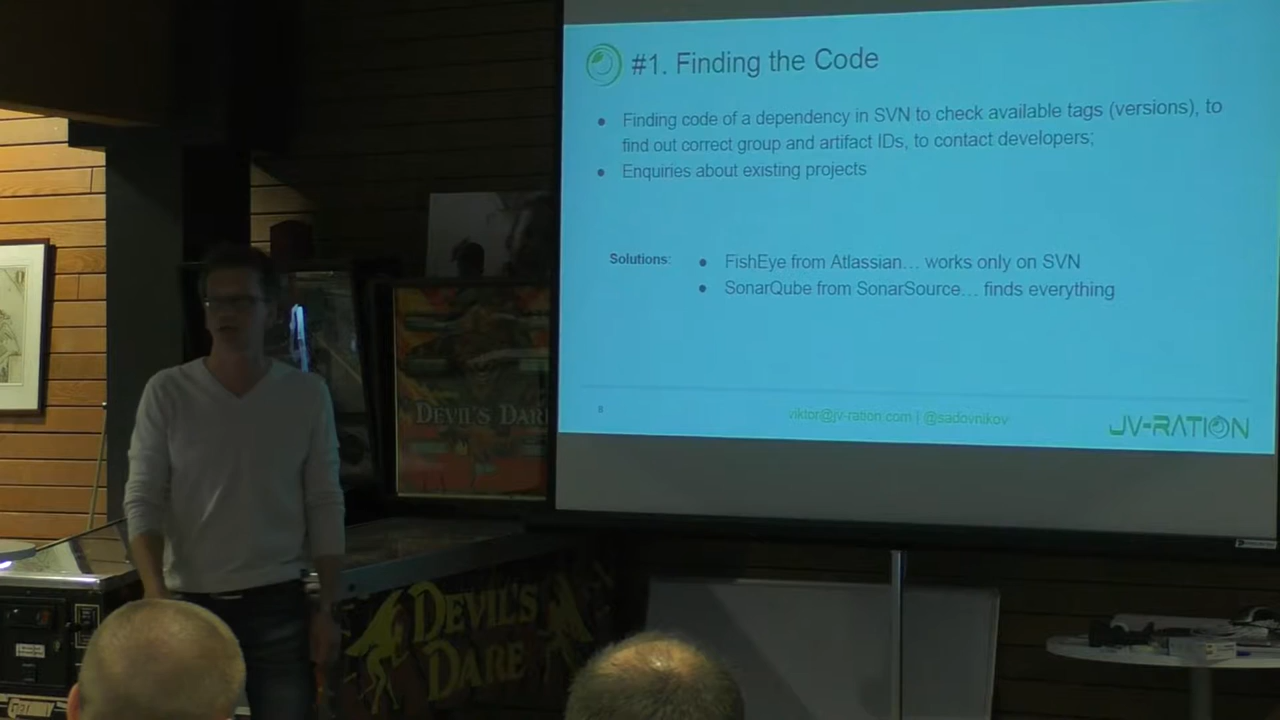 #1. Finding the Code
● Finding code of a dependency in SVN to check available tags (versions), to
find out correct group and artifact IDs, to contact developers;
● Enquiries about existing projects
Solutions: ● FishEye from Atlassian… works only on SVN
● SonarQube from SonarSource… finds everything
8
viktor@jv-ration.com | @sadovnikov
JV-RATION
DEVIL'S DARE
DEVIL'S
DARE